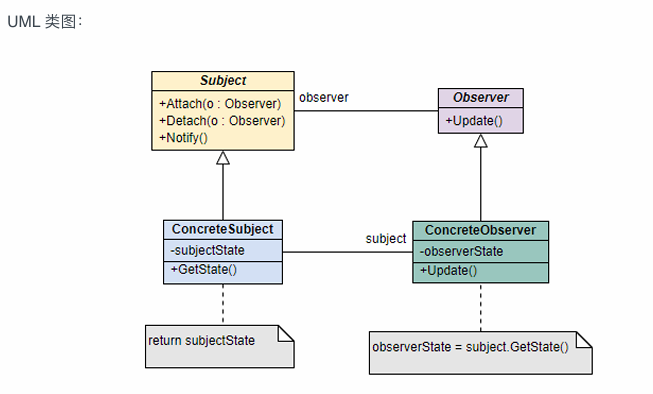 UML 类图：
Subject
+Attach(o : Observer)
+Detach(o : Observer)
+Notify()
observer
Observer
+Update()
ConcreteSubject
-subjectState
+GetState()
subject
ConcreteObserver
-observerState
+Update()
return subjectState
observerState = subject.GetState()